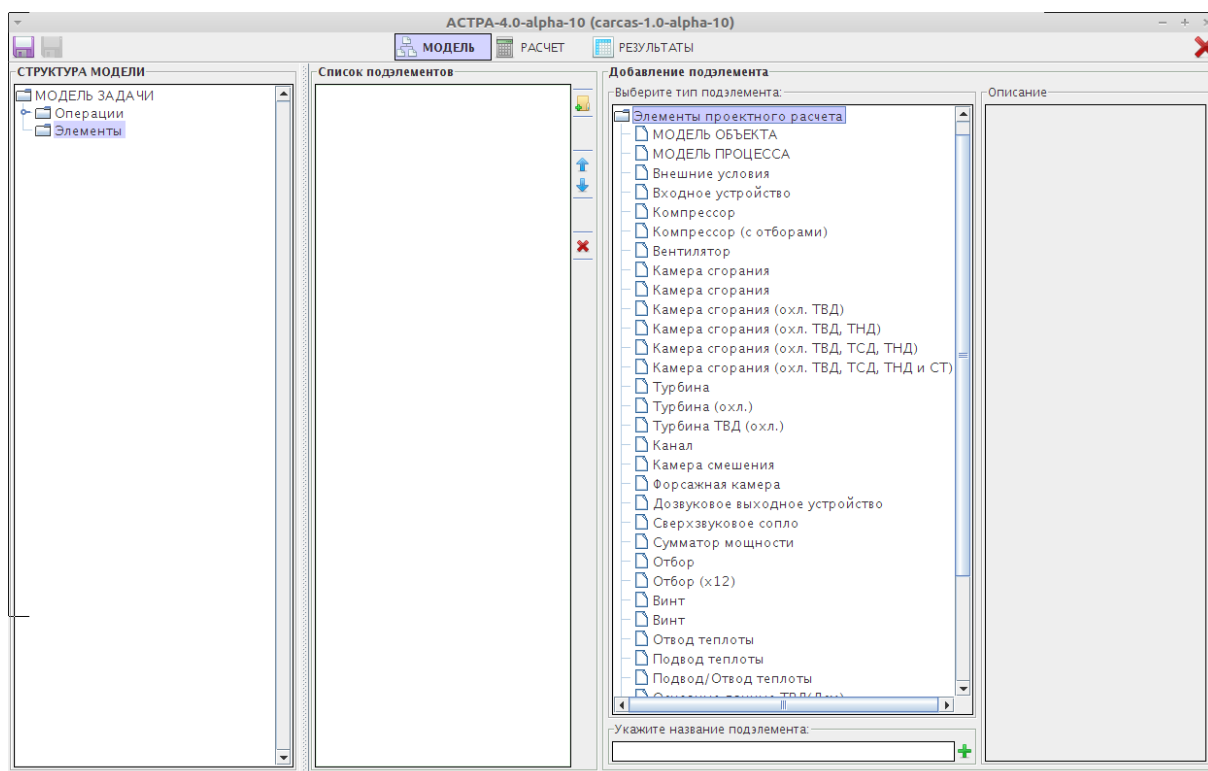 АСТРА-4.0-alpha-10 (carcas-1.0-alpha-10)
МОДЕЛЬ РАСЧЕТ РЕЗУЛЬТАТЫ
СТРУКТУРА МОДЕЛИ
МОДЕЛЬ ЗАДАЧИ
Операции
Элементы
Список подэлементов
Добавление подэлемента
Выберите тип подэлемента:
Элементы проектного расчета
МОДЕЛЬ ОБЪЕКТА
МОДЕЛЬ ПРОЦЕССА
Внешние условия
Входное устройство
Компрессор
Компрессор (с отборами)
Вентилятор
Камера сгорания
Камера сгорания
Камера сгорания (охл. ТВД)
Камера сгорания (охл. ТВД, ТНД)
Камера сгорания (охл. ТВД, ТСД, ТНД)
Камера сгорания (охл. ТВД, ТСД, ТНД и СТ)
Турбина
Турбина (охл.)
Турбина ТВД (охл.)
Канал
Камера смешения
Форсажная камера
Дозвуковое выходное устройство
Сверхзвуковое сопло
Сумматор мощности
Отбор
Отбор (x12)
Винт
Винт
Отвод теплоты
Подвод теплоты
Подвод/Отвод теплоты
Укажите название подэлемента:
Описание